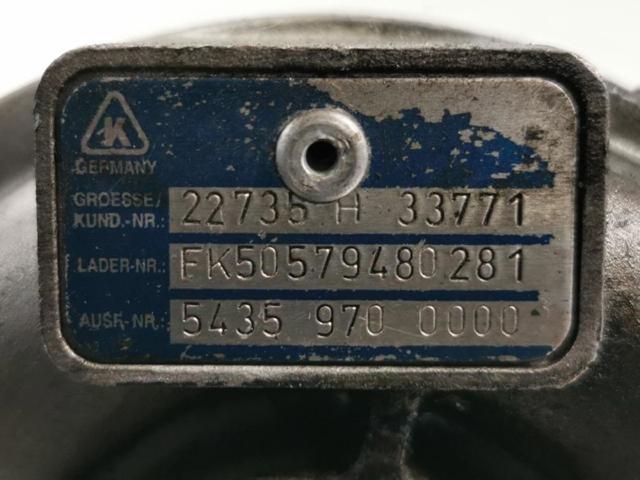 K
GERMANY
GROESSE/
KUND.-NR.: 22735 H 33771
LADER-NR.: FK50579480281
AUSF.-NR.: 5435 970 0000